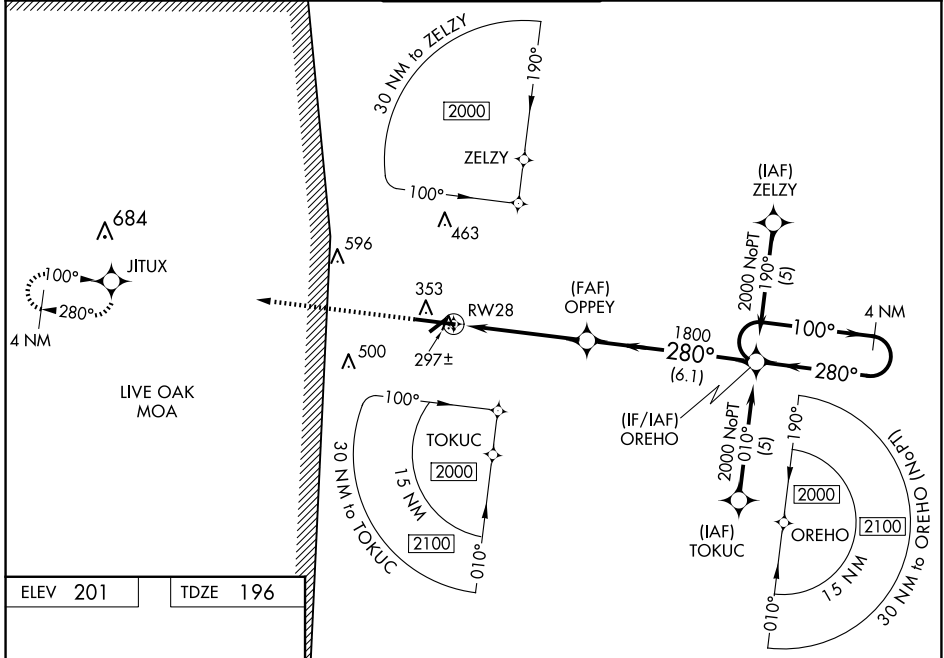 30 NM to ZELZY
190°
2000
ZELZY
100°
463
684
596
JITUX
100°
280°
4 NM
LIVE OAK
MOA
353
RW28
297±
500
(FAF)
OPPEY
1800
280°
(6.1)
(IAF)
ZELZY
2000 NoPT
190°
(5)
100°
4 NM
280°
(IF/IAF)
OREHO
2000 NoPT
010°
(5)
(IAF)
TOKUC
100°
TOKUC
2000
15 NM
2100
30 NM to TOKUC
010°
190°
2000
OREHO
2100
15 NM
30 NM to OREHO (NoPT)
010°
ELEV 201
TDZE 196